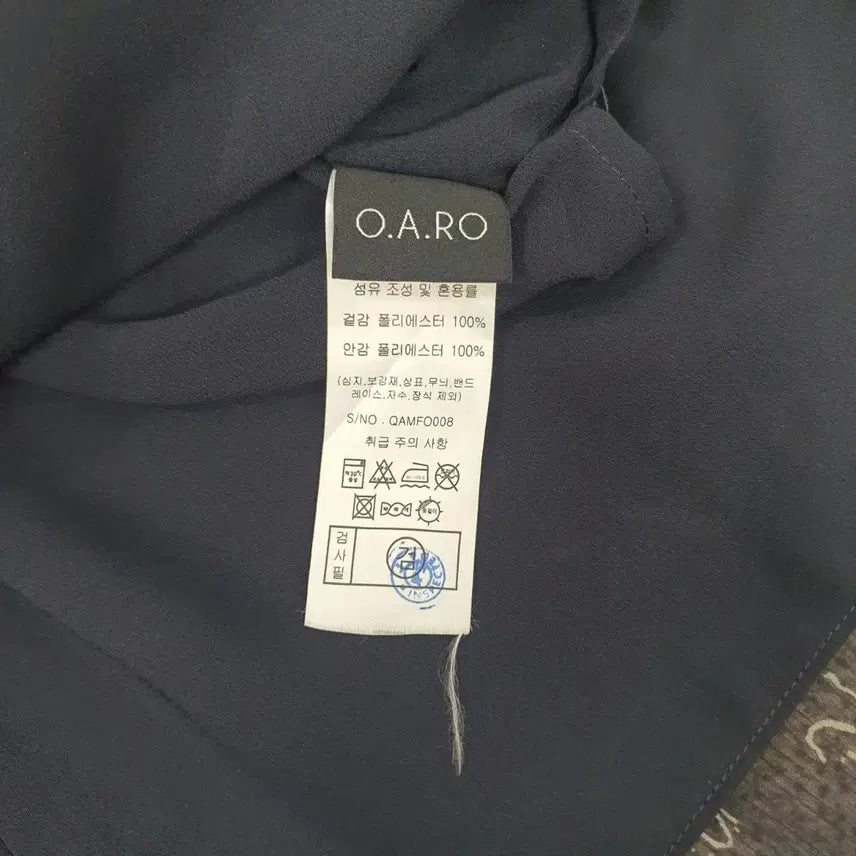 O.A.RO
섬유 조성 및 혼용률
겉감 폴리에스터 100%
안감 폴리에스터 100%
(심지,보강재,상표,무늬,밴드
레이스,자수,장식 제외)
S/NO . QAMFO008
취급 주의 사항
검사필
검